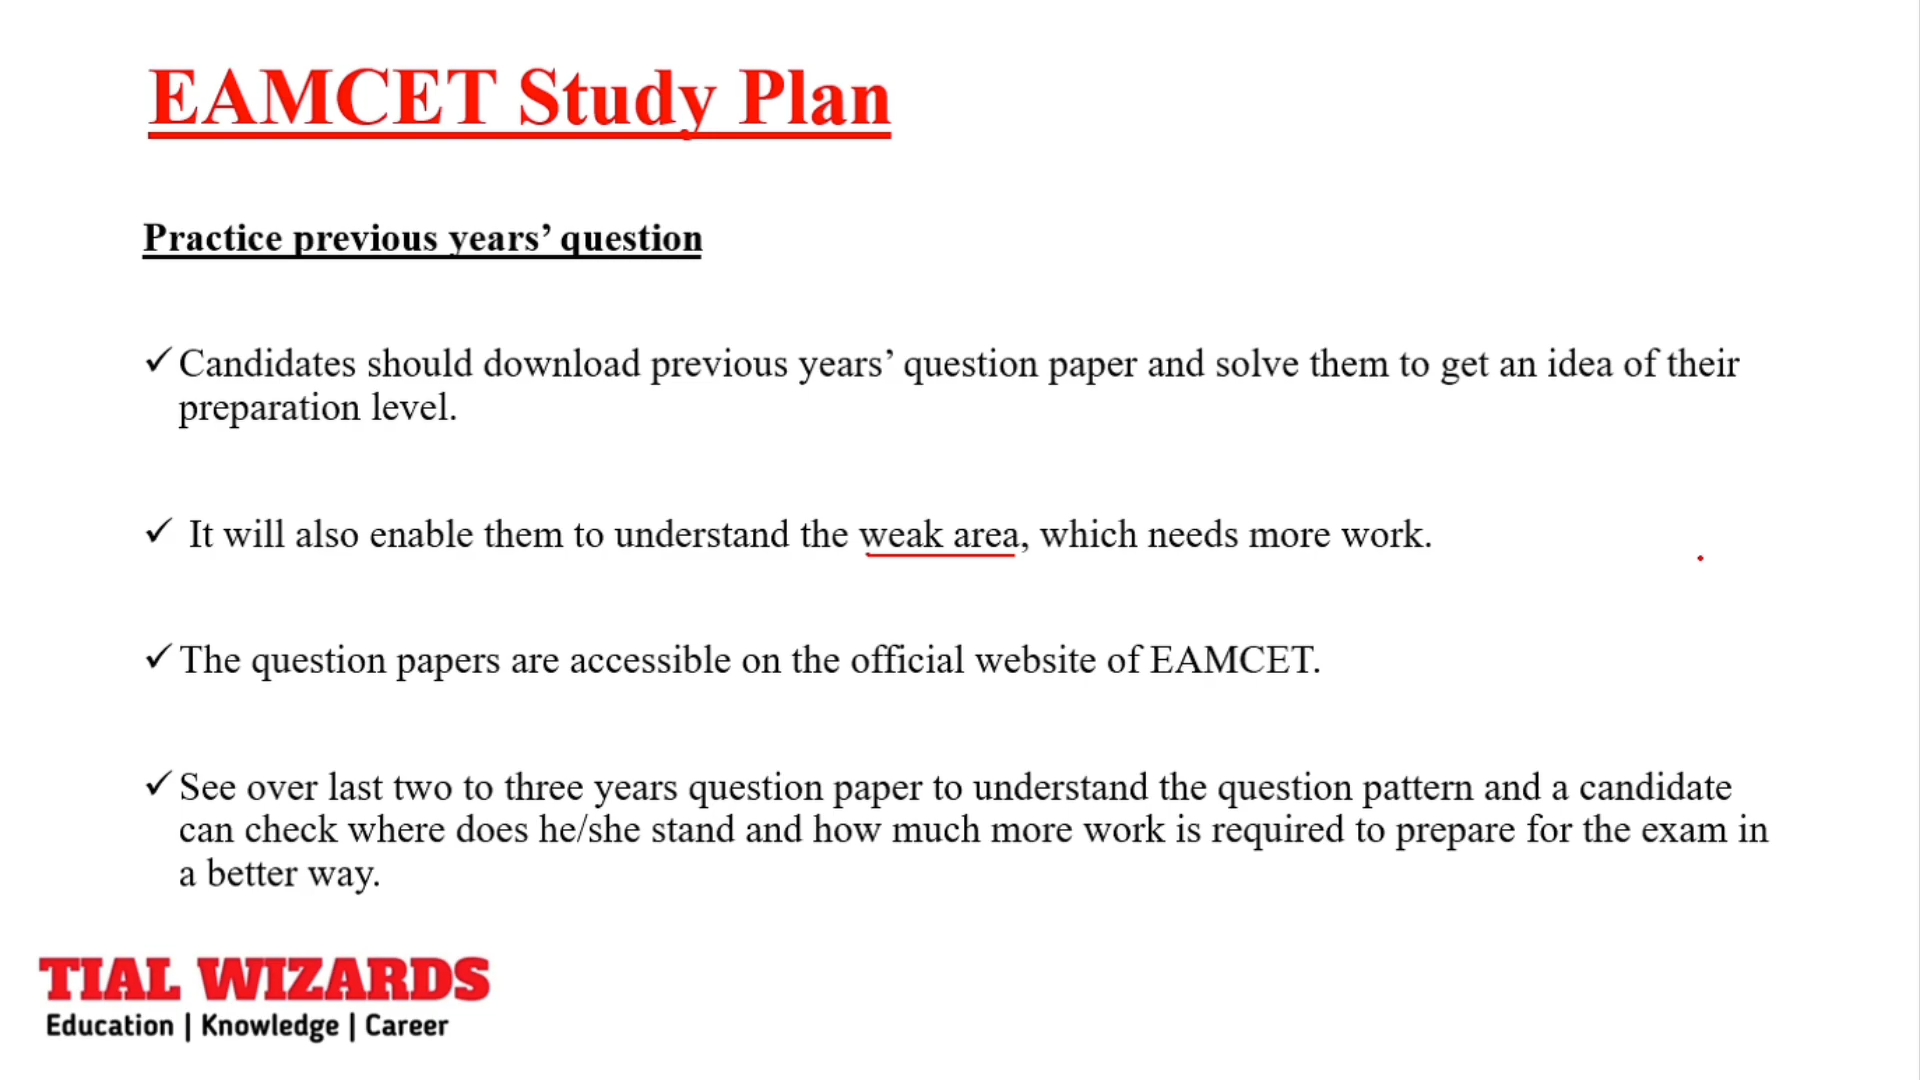 EAMCET Study Plan
Practice previous years’ question
✓ Candidates should download previous years’ question paper and solve them to get an idea of their
preparation level.
✓ It will also enable them to understand the weak area, which needs more work.
✓ The question papers are accessible on the official website of EAMCET.
✓ See over last two to three years question paper to understand the question pattern and a candidate
can check where does he/she stand and how much more work is required to prepare for the exam in
a better way.
TIAL WIZARDS
Education | Knowledge | Career